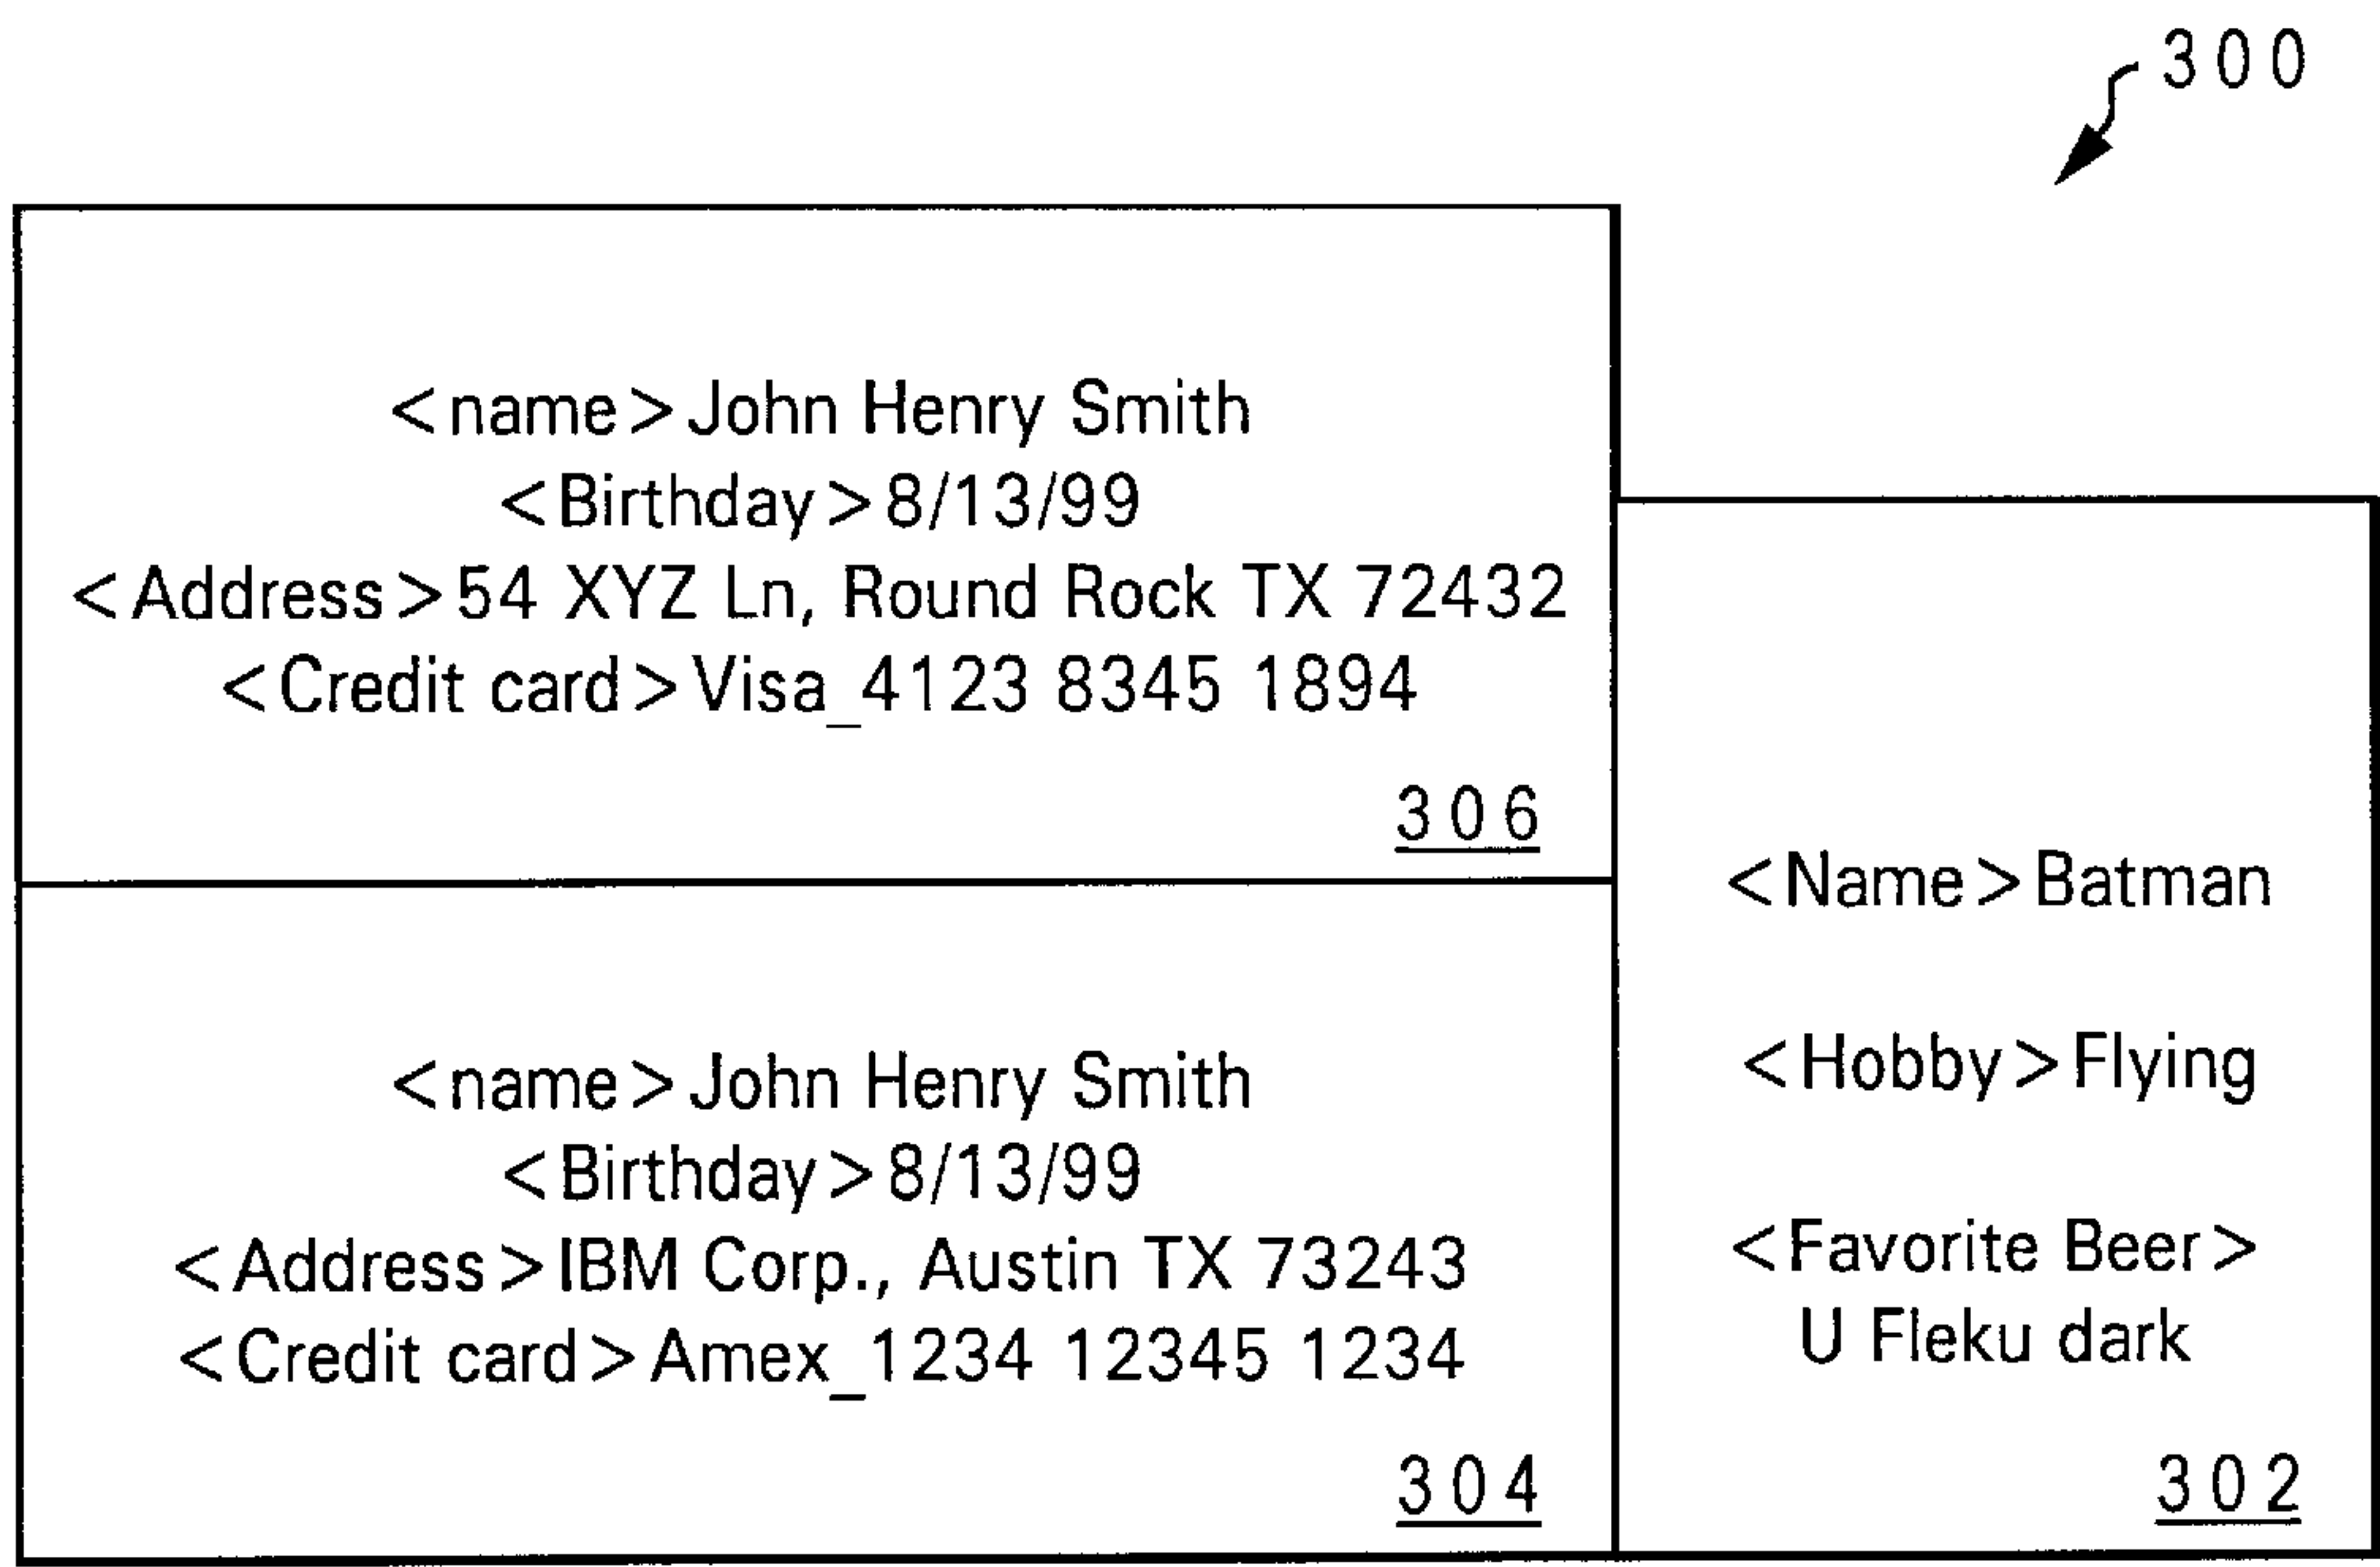 300
<name>John Henry Smith
<Birthday>8/13/99
<Address>54 XYZ Ln, Round Rock TX 72432
<Credit card>Visa_4123 8345 1894
306
<name>John Henry Smith
<Birthday>8/13/99
<Address>IBM Corp., Austin TX 73243
<Credit card>Amex_1234 12345 1234
304
<Name>Batman
<Hobby>Flying
<Favorite Beer>
U Fleku dark
302